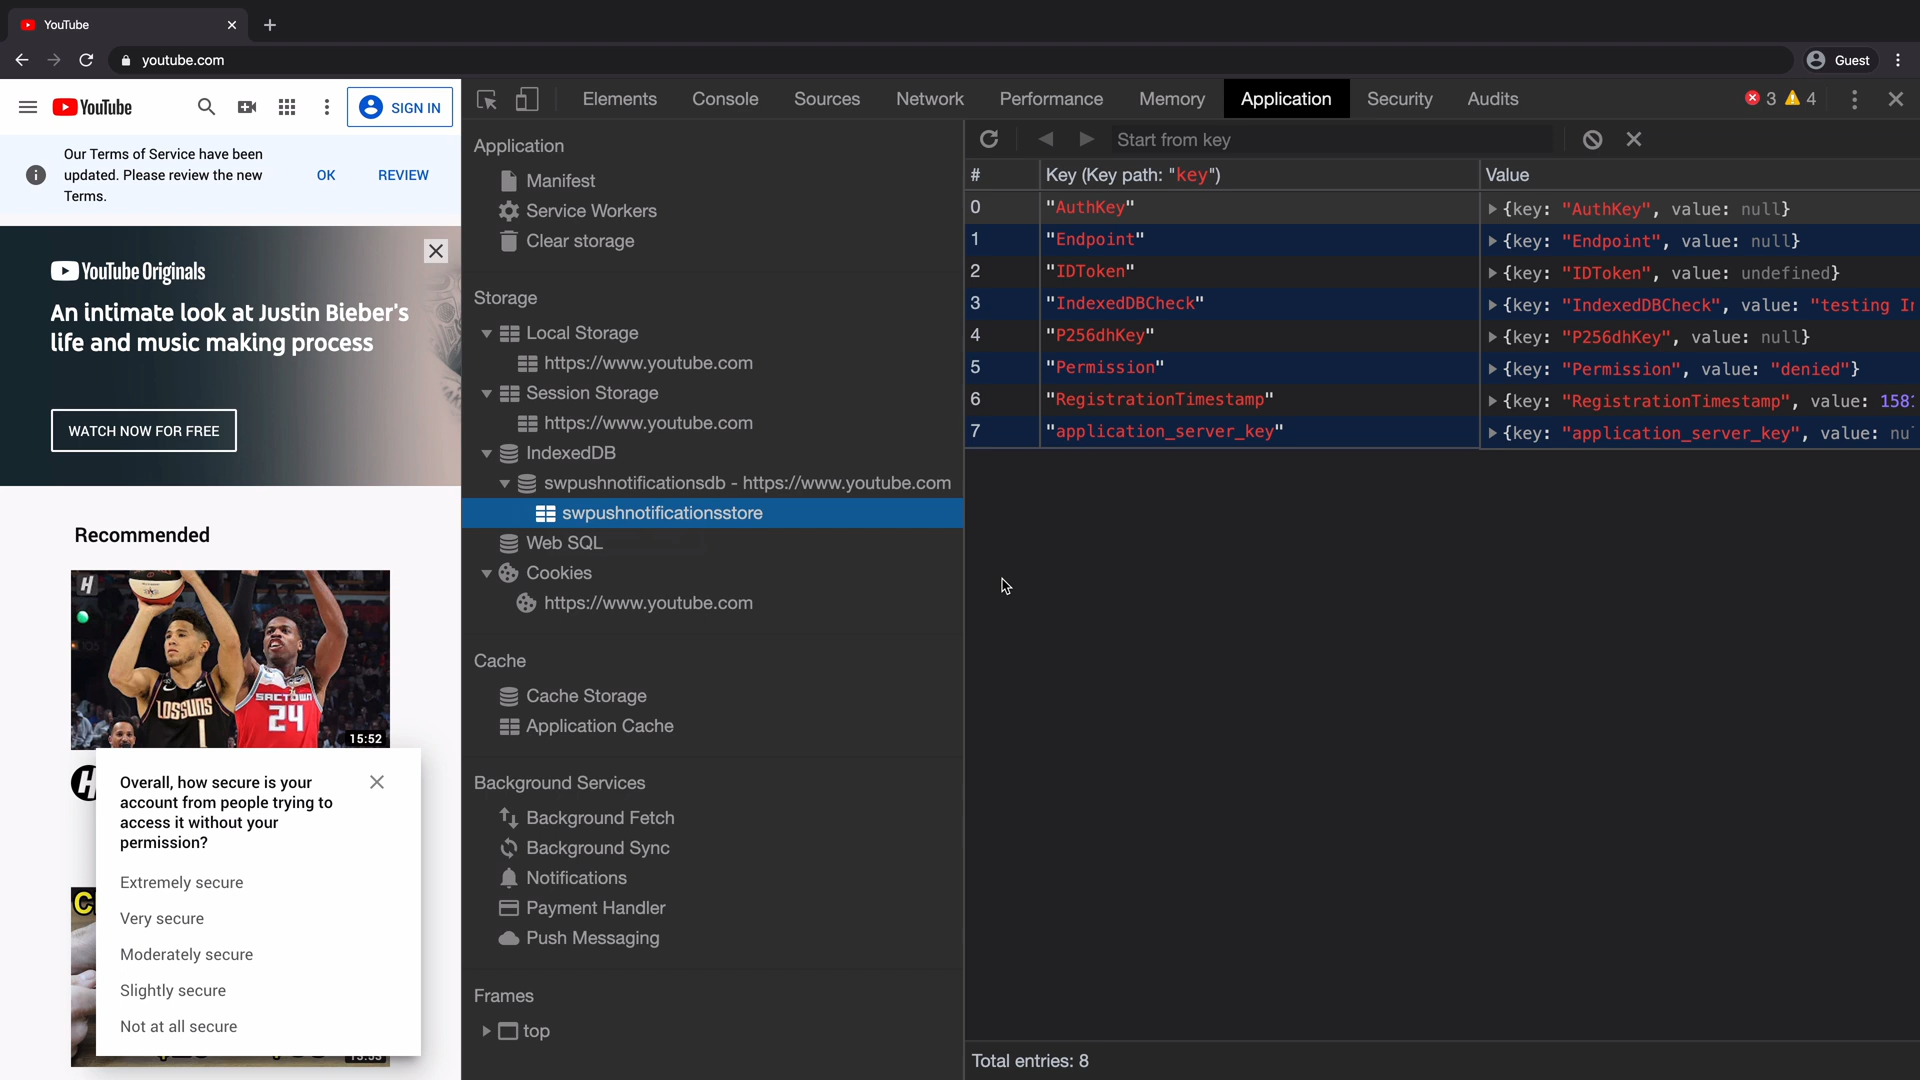 YouTube
youtube.com
Guest
YouTube
SIGN IN
Our Terms of Service have been
updated. Please review the new
Terms.
OK
REVIEW
YouTube Originals
An intimate look at Justin Bieber's
life and music making process
WATCH NOW FOR FREE
Recommended
H
LOSSUNS
1
SACTOWN
24
15:52
H
Overall, how secure is your
account from people trying to
access it without your
permission?
Extremely secure
Very secure
Moderately secure
Slightly secure
Not at all secure
Elements
Console
Sources
Network
Performance
Memory
Application
Security
Audits
3
4
Application
Manifest
Service Workers
Clear storage
Storage
Local Storage
https://www.youtube.com
Session Storage
https://www.youtube.com
IndexedDB
swpushnotificationsdb - https://www.youtube.com
swpushnotificationsstore
Web SQL
Cookies
https://www.youtube.com
Cache
Cache Storage
Application Cache
Background Services
Background Fetch
Background Sync
Notifications
Payment Handler
Push Messaging
Frames
top
Start from key
# Key (Key path: "key") Value
0 "AuthKey" {key: "AuthKey", value: null}
1 "Endpoint" {key: "Endpoint", value: null}
2 "IDToken" {key: "IDToken", value: undefined}
3 "IndexedDBCheck" {key: "IndexedDBCheck", value: "testing
4 "P256dhKey" {key: "P256dhKey", value: null}
5 "Permission" {key: "Permission", value: "denied"}
6 "RegistrationTimestamp" {key: "RegistrationTimestamp", value: 158
7 "application_server_key" {key: "application_server_key", value: nu
Total entries: 8